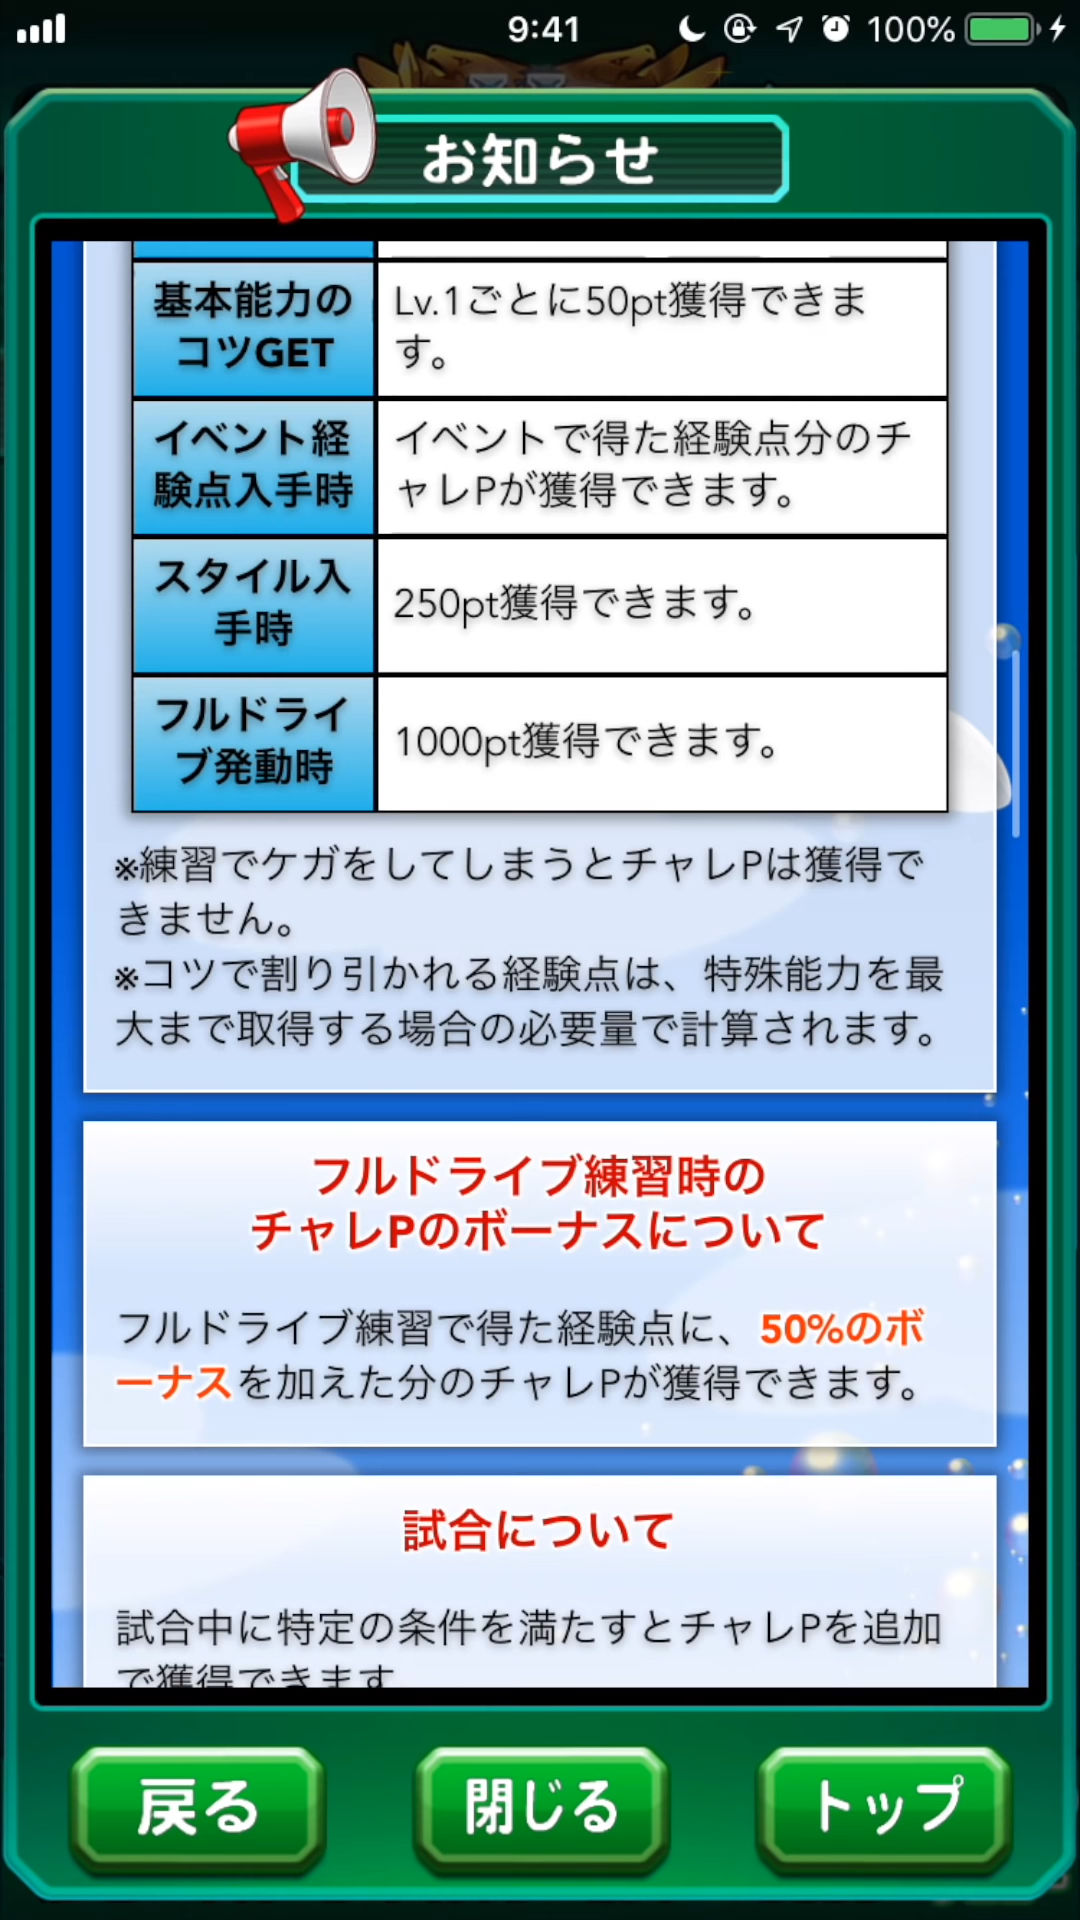 9:41
100%
お知らせ
基本能力の
コツGET
Lv.1ごとに50pt獲得できま
す。
イベント経
験点入手時
イベントで得た経験点分のチ
ャレPが獲得できます。
スタイル入
手時
250pt獲得できます。
フルドライ
ブ発動時
1000pt獲得できます。
※練習でケガをしてしまうとチャレPは獲得で
きません。
※コツで割り引かれる経験点は、特殊能力を最
大まで取得する場合の必要量で計算されます。
フルドライブ練習時の
チャレPのボーナスについて
フルドライブ練習で得た経験点に、50%のボ
ーナスを加えた分のチャレPが獲得できます。
試合について
試合中に特定の条件を満たすとチャレPを追加
で獲得できます
戻る
閉じる
トップ